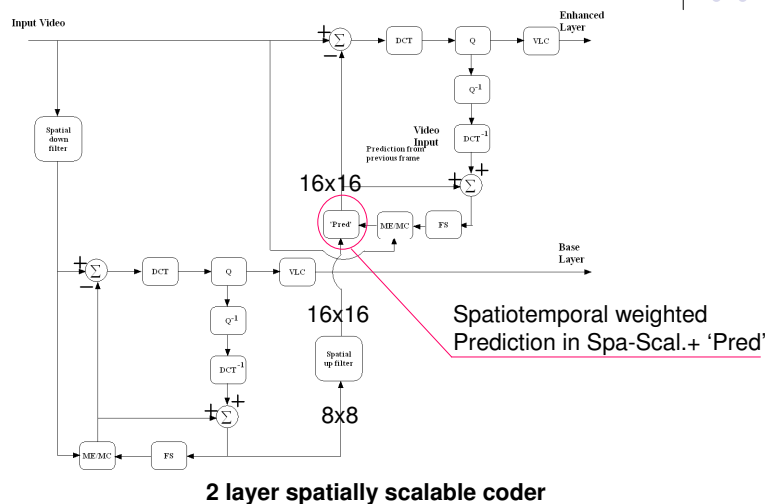 Input Video
Enhanced
Layer
+
Σ
−
DCT
Q
VLC
Q-1
Spatial
down
filter
Video
Input
DCT-1
Prediction from
previous frame
+
+
Σ
16x16
'Pred'
ME/MC
FS
Base
Layer
+
Σ
−
DCT
Q
VLC
16x16
Q-1
Spatiotemporal weighted
Prediction in Spa-Scal.+ ‘Pred’
Spatial
up filter
DCT-1
+
+
Σ
8x8
ME/MC
FS
2 layer spatially scalable coder